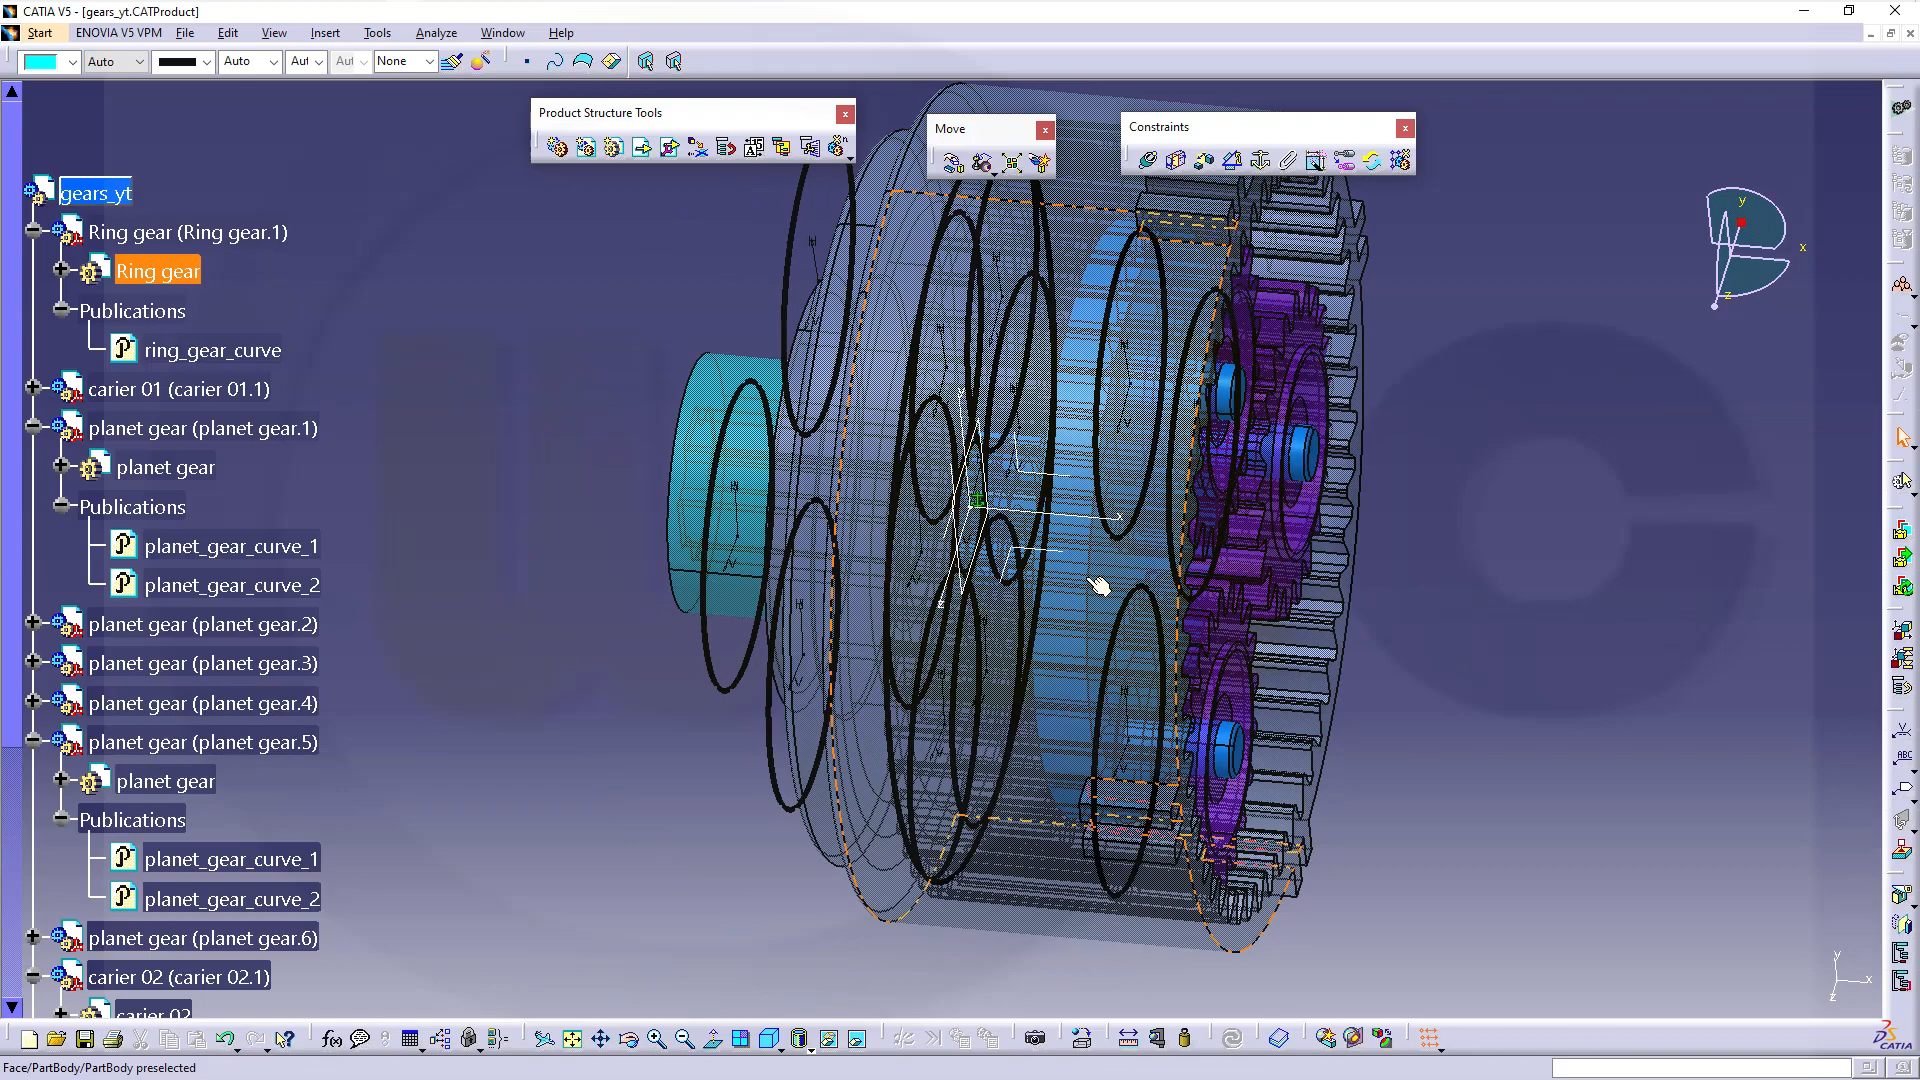 CATIA V5 - [gears_yt.CATProduct]
Start ENOVIA V5 VPM File Edit View Insert Tools Analyze Window Help
Auto Auto Aut Aut None
Product Structure Tools
Move
Constraints
gears_yt
Ring gear (Ring gear.1)
Ring gear
Publications
ring_gear_curve
carier 01 (carier 01.1)
planet gear (planet gear.1)
planet gear
Publications
planet_gear_curve_1
planet_gear_curve_2
planet gear (planet gear.2)
planet gear (planet gear.3)
planet gear (planet gear.4)
planet gear (planet gear.5)
planet gear
Publications
planet_gear_curve_1
planet_gear_curve_2
planet gear (planet gear.6)
carier 02 (carier 02.1)
carier 02
y
x
z
x
z
y
x
z
CATIA
Face/PartBody/PartBody preselected